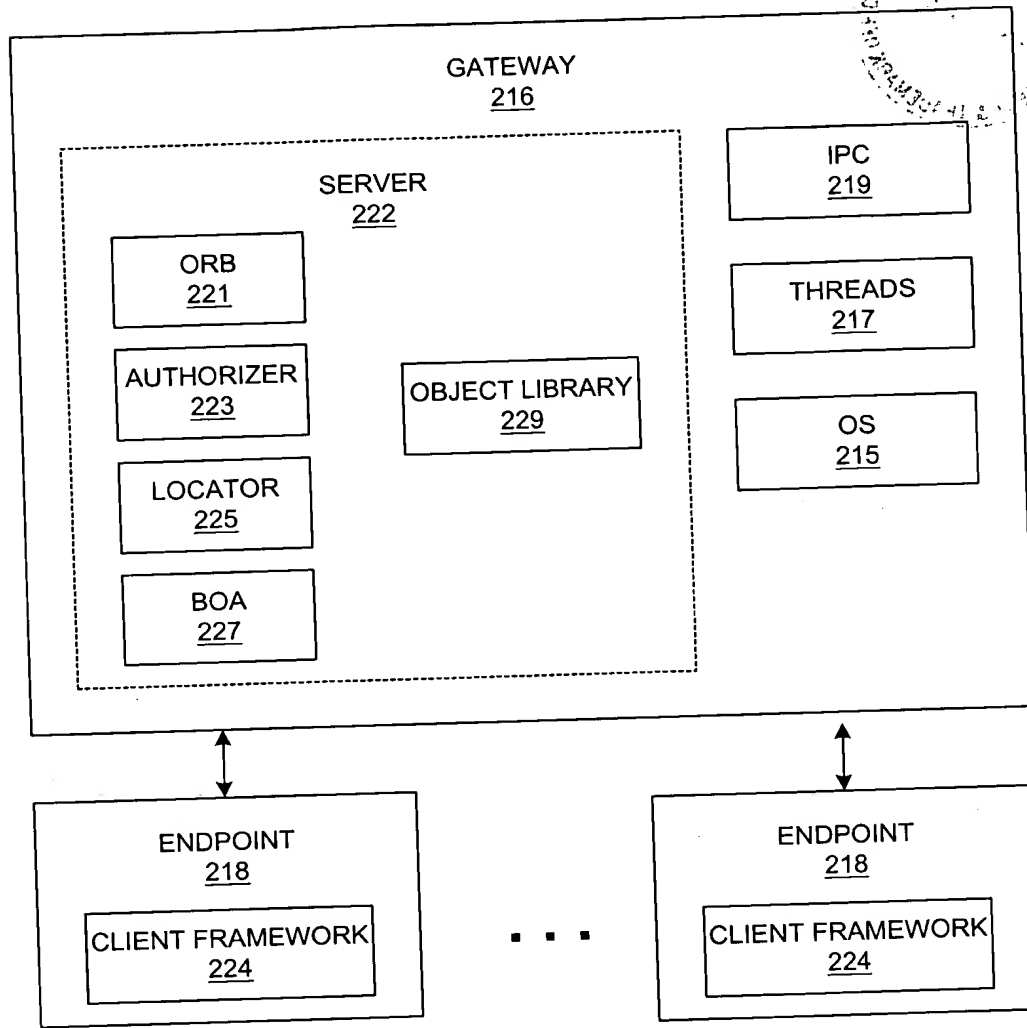 GATEWAY
216
SERVER
222
ORB
221
AUTHORIZER
223
LOCATOR
225
BOA
227
OBJECT LIBRARY
229
IPC
219
THREADS
217
OS
215
ENDPOINT
218
CLIENT FRAMEWORK
224
. . .
ENDPOINT
218
CLIENT FRAMEWORK
224